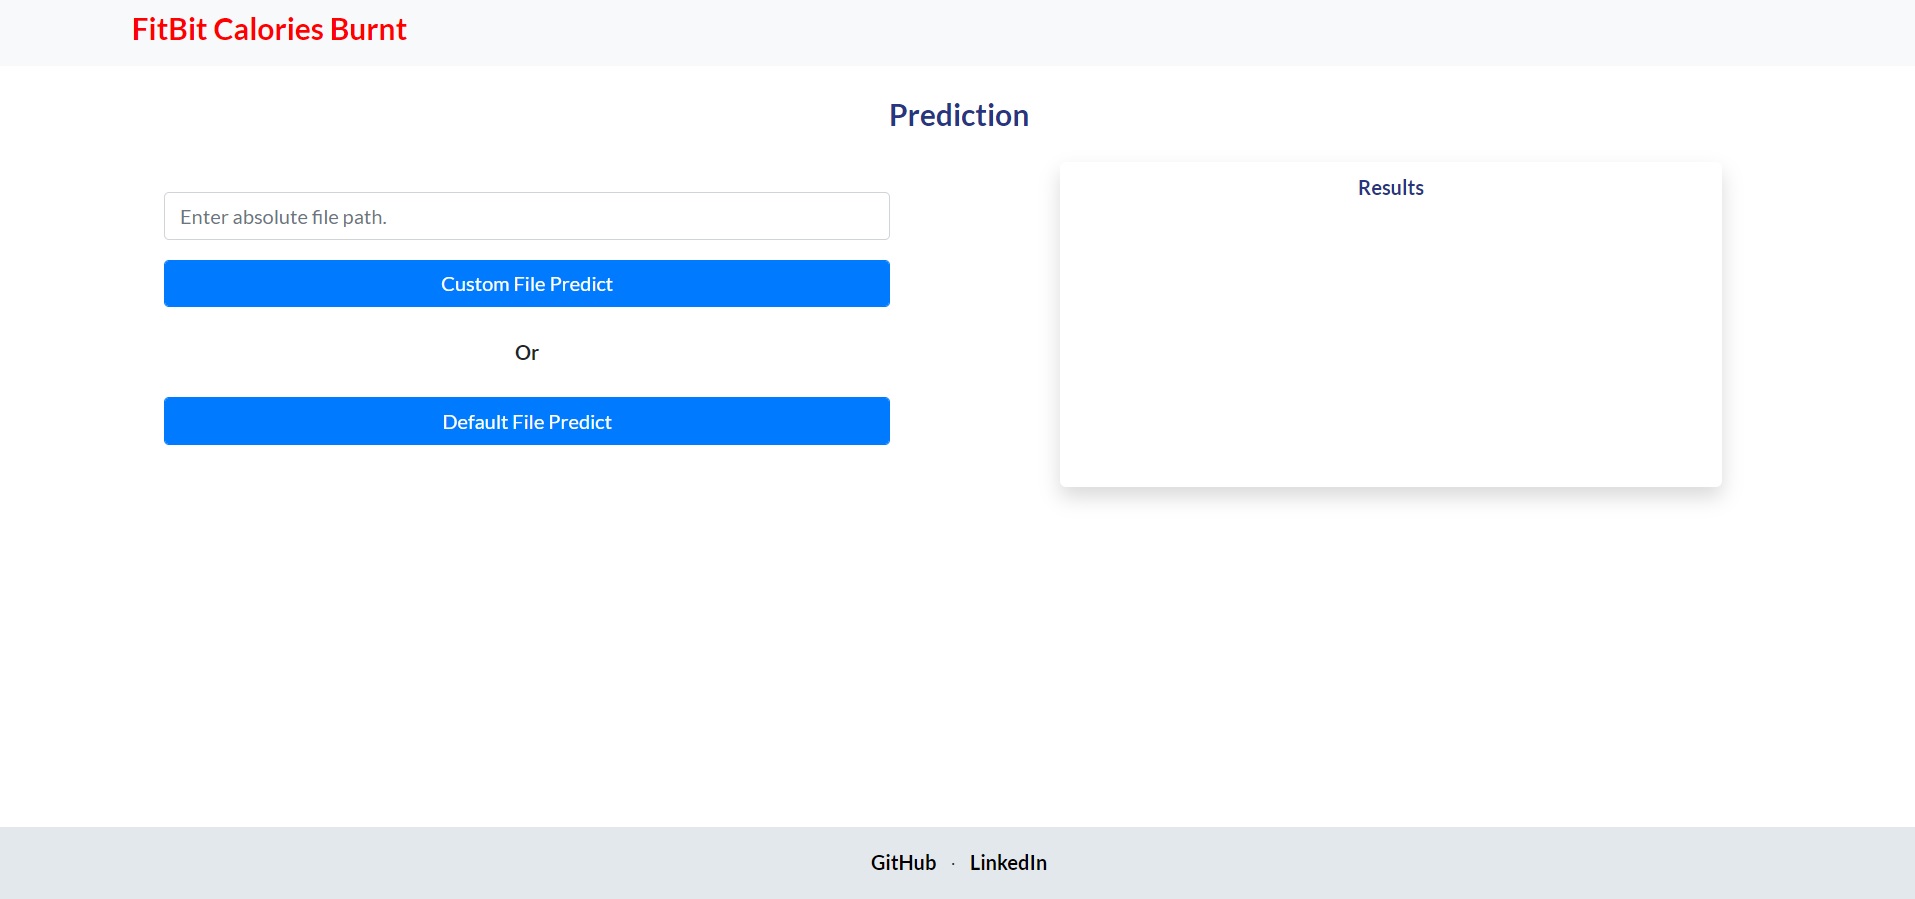 FitBit Calories Burnt
Prediction
Enter absolute file path.
Custom File Predict
Or
Default File Predict
Results
GitHub · LinkedIn